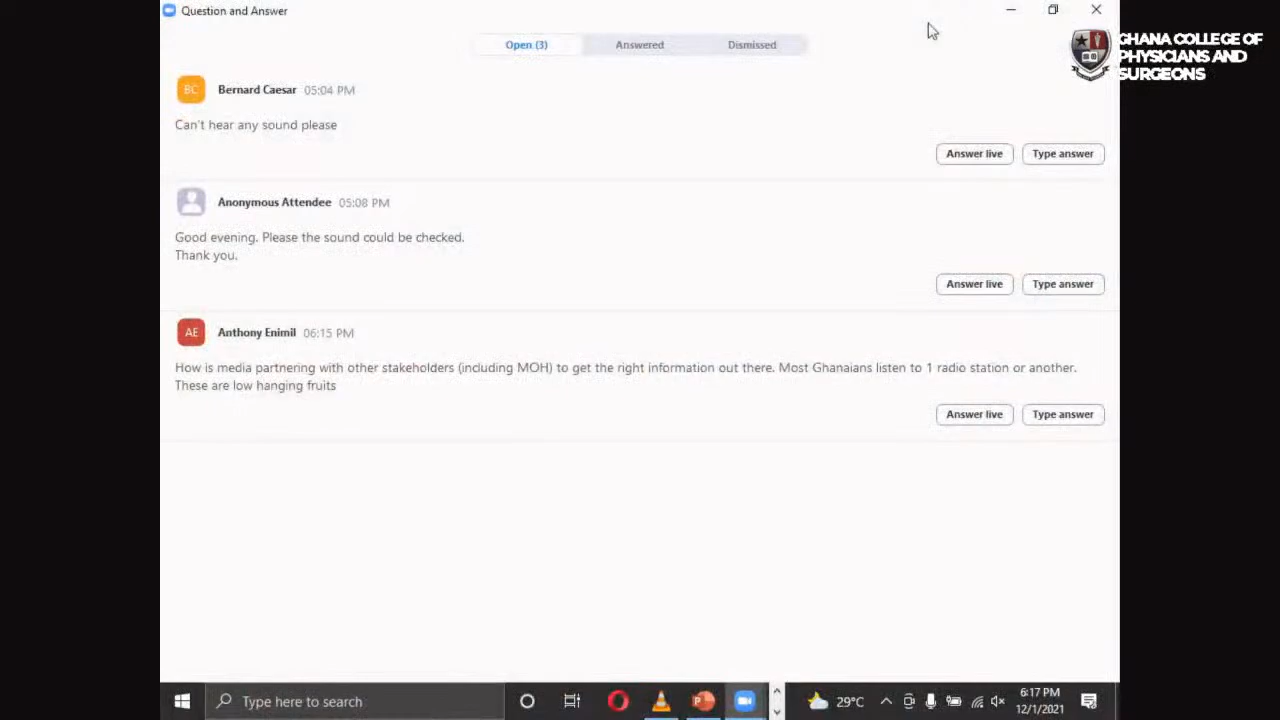 Question and Answer
GHANA COLLEGE OF
PHYSICIANS AND
SURGEONS
Open (3)
Answered
Dismissed
BC
Bernard Caesar 05:04 PM
Can't hear any sound please
Answer live
Type answer
Anonymous Attendee 05:08 PM
Good evening. Please the sound could be checked.
Thank you.
Answer live
Type answer
AE
Anthony Enimil 06:15 PM
How is media partnering with other stakeholders (including MOH) to get the right information out there. Most Ghanaians listen to 1 radio station or another.
These are low hanging fruits
Answer live
Type answer
Type here to search
29°C
6:17 PM
12/1/2021